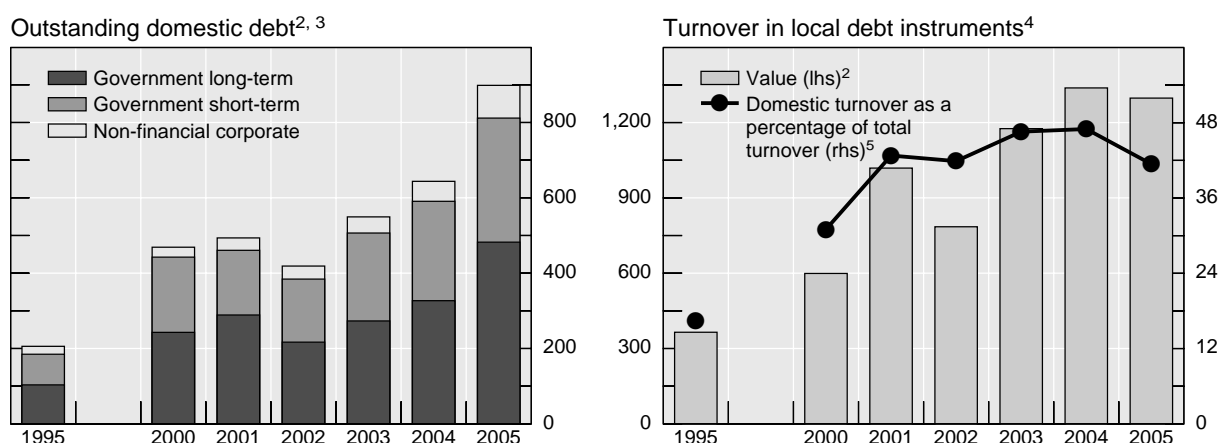 Outstanding domestic debt2, 3
Government long-term
Government short-term
Non-financial corporate
800
600
400
200
0
1995 2000 2001 2002 2003 2004 2005
Turnover in local debt instruments4
Value (lhs)2
Domestic turnover as a
percentage of total
turnover (rhs)5
1,200 48
900 36
600 24
300 12
0 0
1995 2000 2001 2002 2003 2004 2005